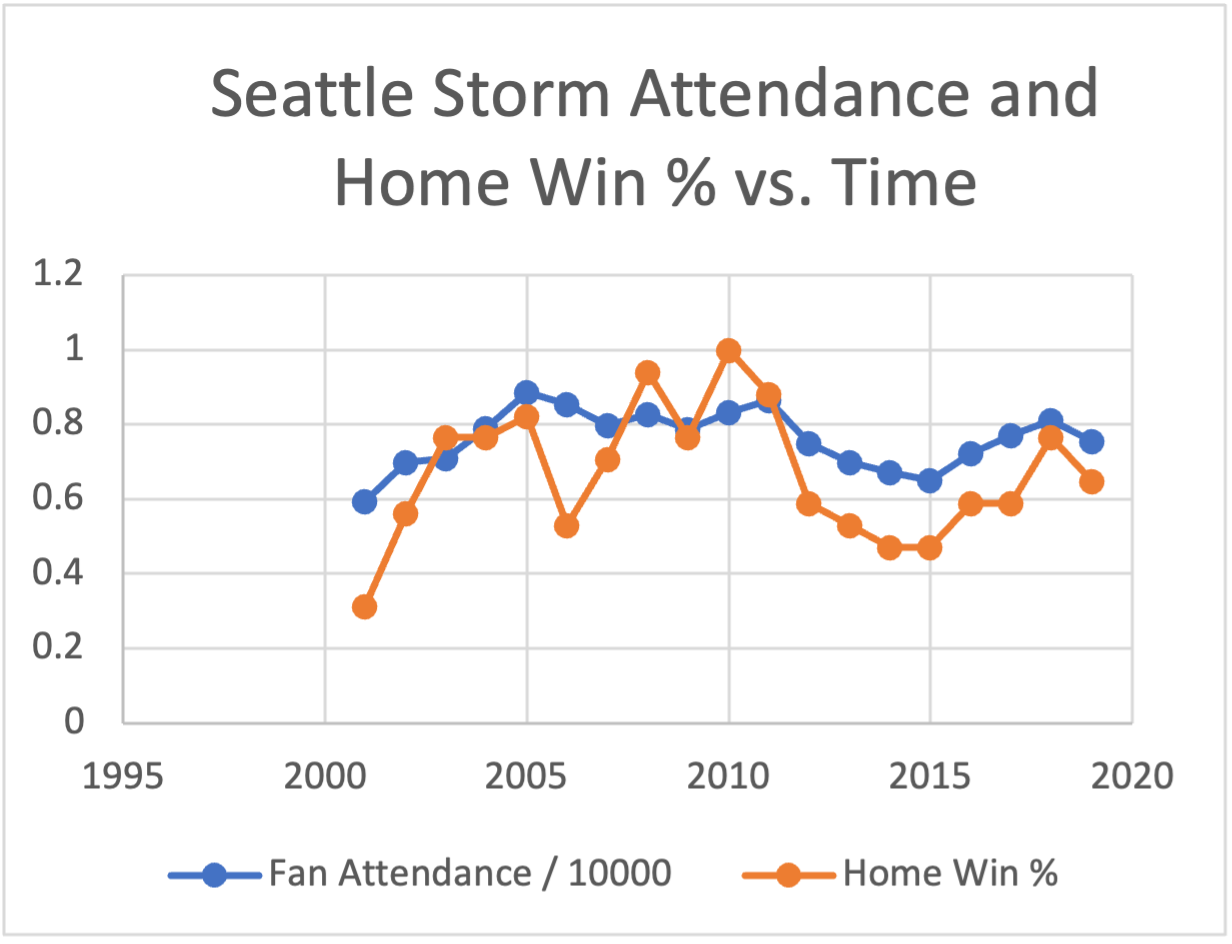 Seattle Storm Attendance and
Home Win % vs. Time
1.2
1
0.8
0.6
0.4
0.2
0
1995 2000 2005 2010 2015 2020
Fan Attendance / 10000 Home Win %